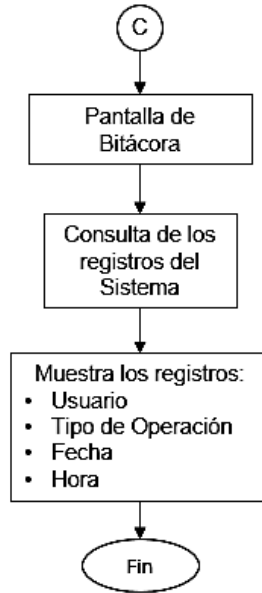 C
Pantalla de
Bitácora
Consulta de los
registros del
Sistema
Muestra los registros:
• Usuario
• Tipo de Operación
• Fecha
• Hora
Fin